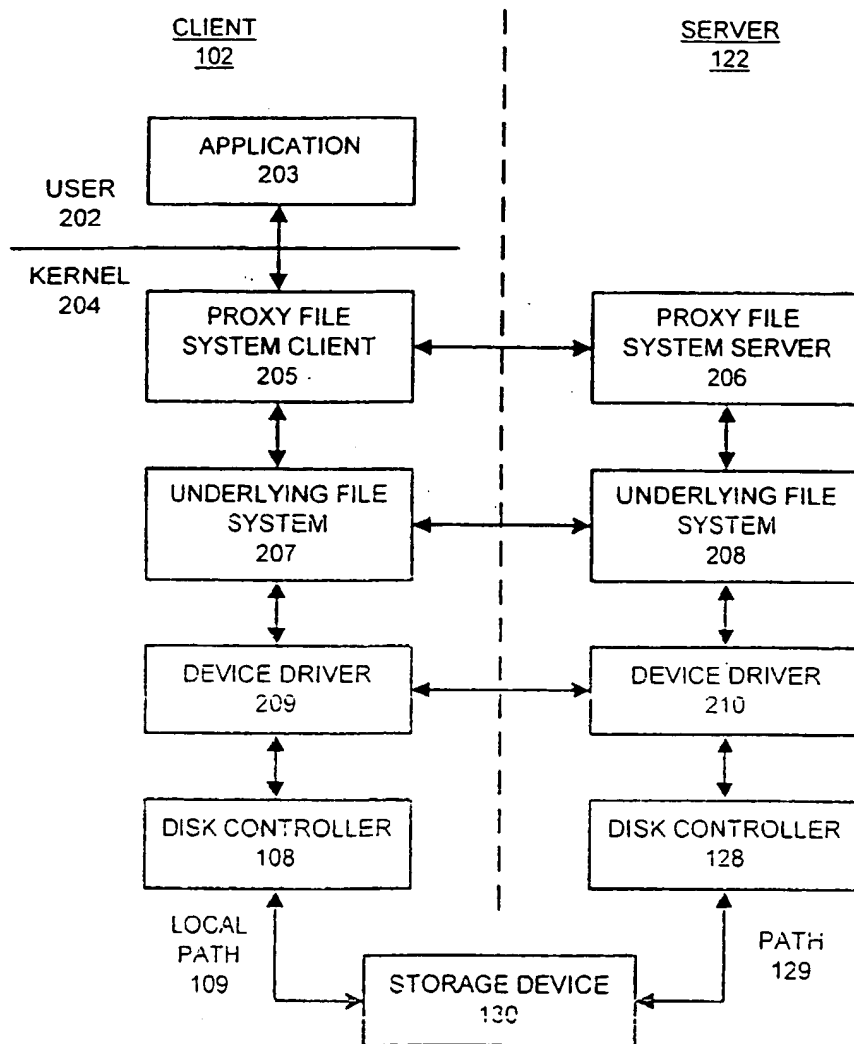 CLIENT
102
SERVER
122
APPLICATION
203
USER
202
KERNEL
204
PROXY FILE
SYSTEM CLIENT
205
PROXY FILE
SYSTEM SERVER
206
UNDERLYING FILE
SYSTEM
207
UNDERLYING FILE
SYSTEM
208
DEVICE DRIVER
209
DEVICE DRIVER
210
DISK CONTROLLER
108
DISK CONTROLLER
128
LOCAL
PATH
109
PATH
129
STORAGE DEVICE
130